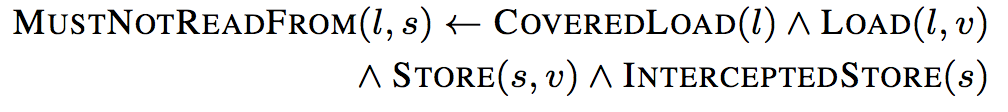 MUSTNOTREADFROM(l, s) ← COVEREDLOAD(l) ∧ LOAD(l, v)
∧ STORE(s, v) ∧ INTERCEPTEDSTORE(s)